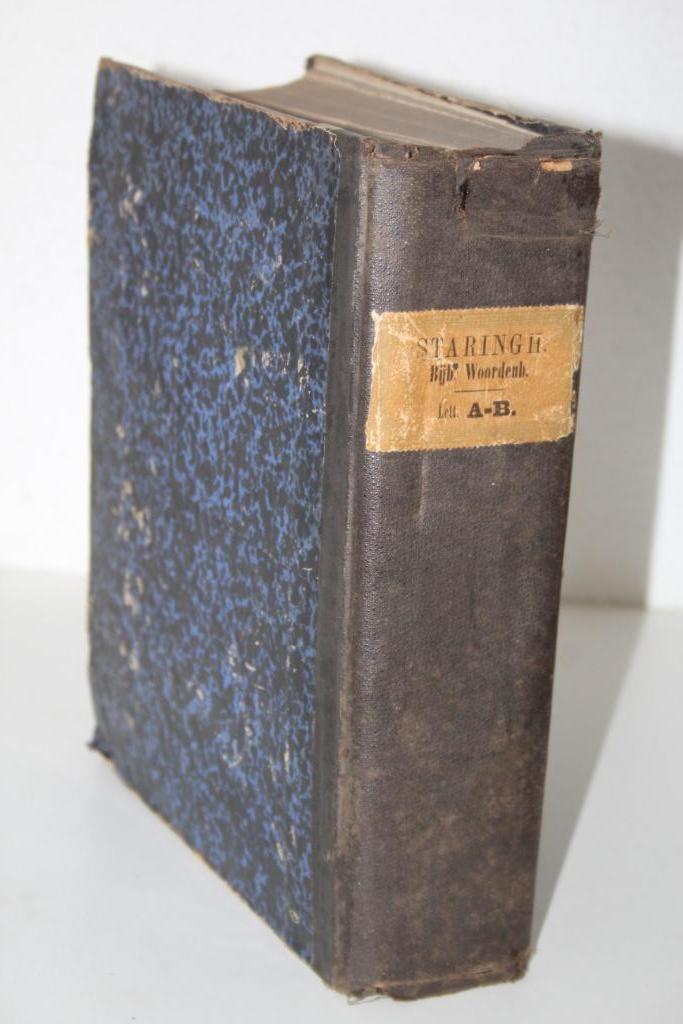 STARINGH.
Bijb. Woordenb.
Lett. A-B.